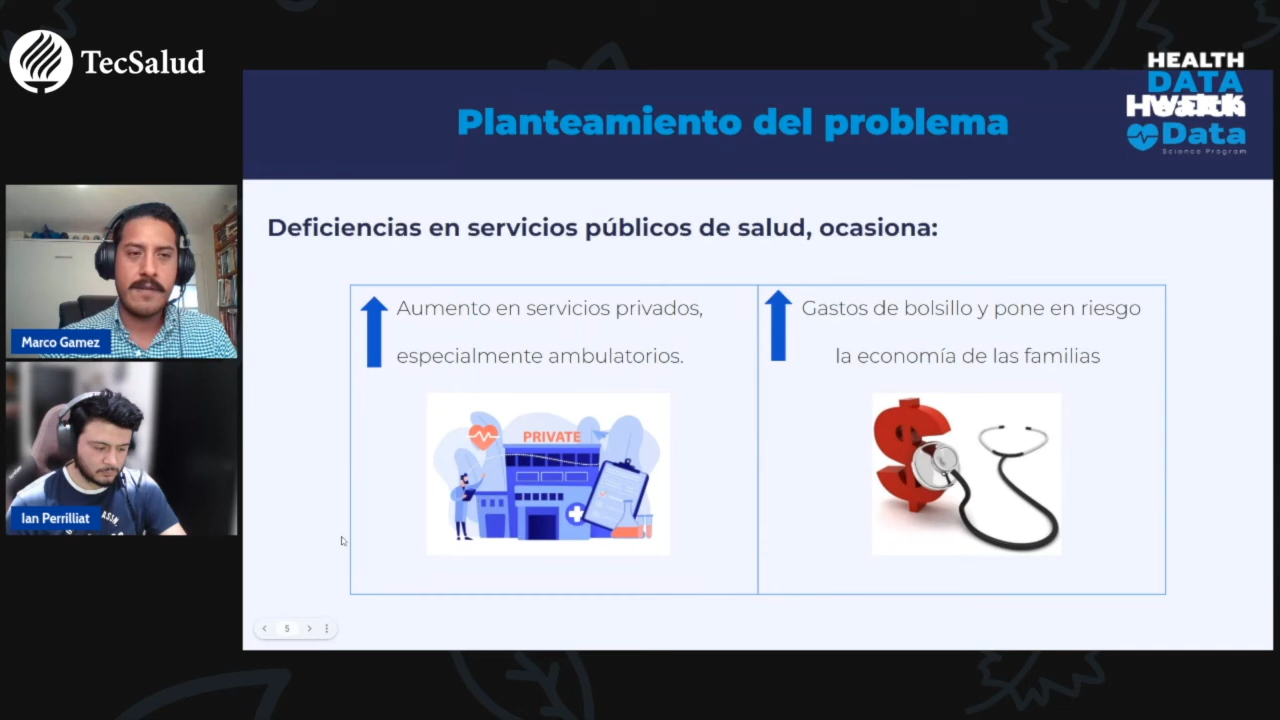 TecSalud
HEALTH
DATA
Data
Science Program
Planteamiento del problema
Deficiencias en servicios públicos de salud, ocasiona:
Aumento en servicios privados,
especialmente ambulatorios.
Gastos de bolsillo y pone en riesgo
la economía de las familias
PRIVATE
Marco Gamez
Ian Perrilliat
5